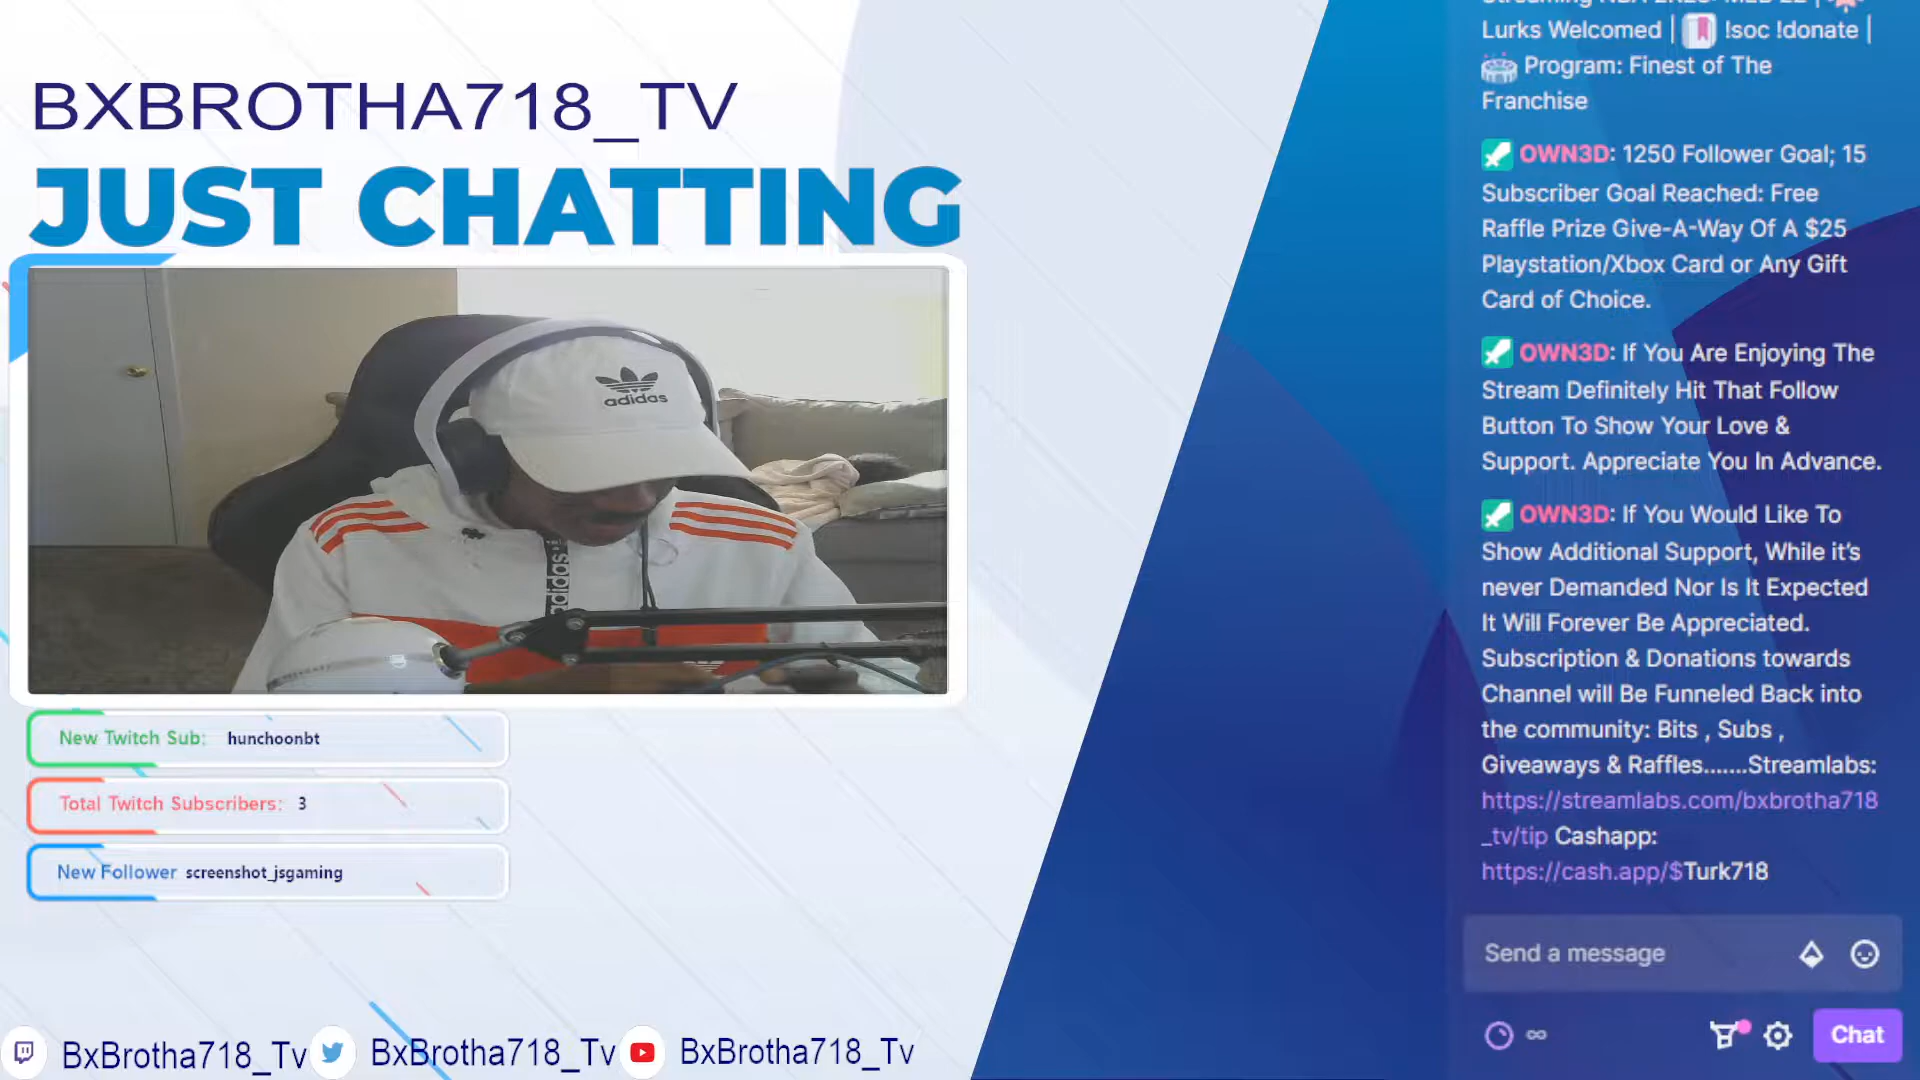 BXBROTHA718_TV
JUST CHATTING
adidas
adidas
New Twitch Sub: hunchoonbt
Total Twitch Subscribers: 3
New Follower screenshot_jsgaming
BxBrotha718_Tv BxBrotha718_Tv BxBrotha718_Tv
Lurks Welcomed | !soc !donate |
Program: Finest of The
Franchise
OWN3D: 1250 Follower Goal; 15
Subscriber Goal Reached: Free
Raffle Prize Give-A-Way Of A $25
Playstation/Xbox Card or Any Gift
Card of Choice.
OWN3D: If You Are Enjoying The
Stream Definitely Hit That Follow
Button To Show Your Love &
Support. Appreciate You In Advance.
OWN3D: If You Would Like To
Show Additional Support, While it's
never Demanded Nor Is It Expected
It Will Forever Be Appreciated.
Subscription & Donations towards
Channel will Be Funneled Back into
the community: Bits , Subs ,
Giveaways & Raffles.......Streamlabs:
https://streamlabs.com/bxbrotha718
_tv/tip Cashapp:
https://cash.app/$Turk718
Send a message
Chat